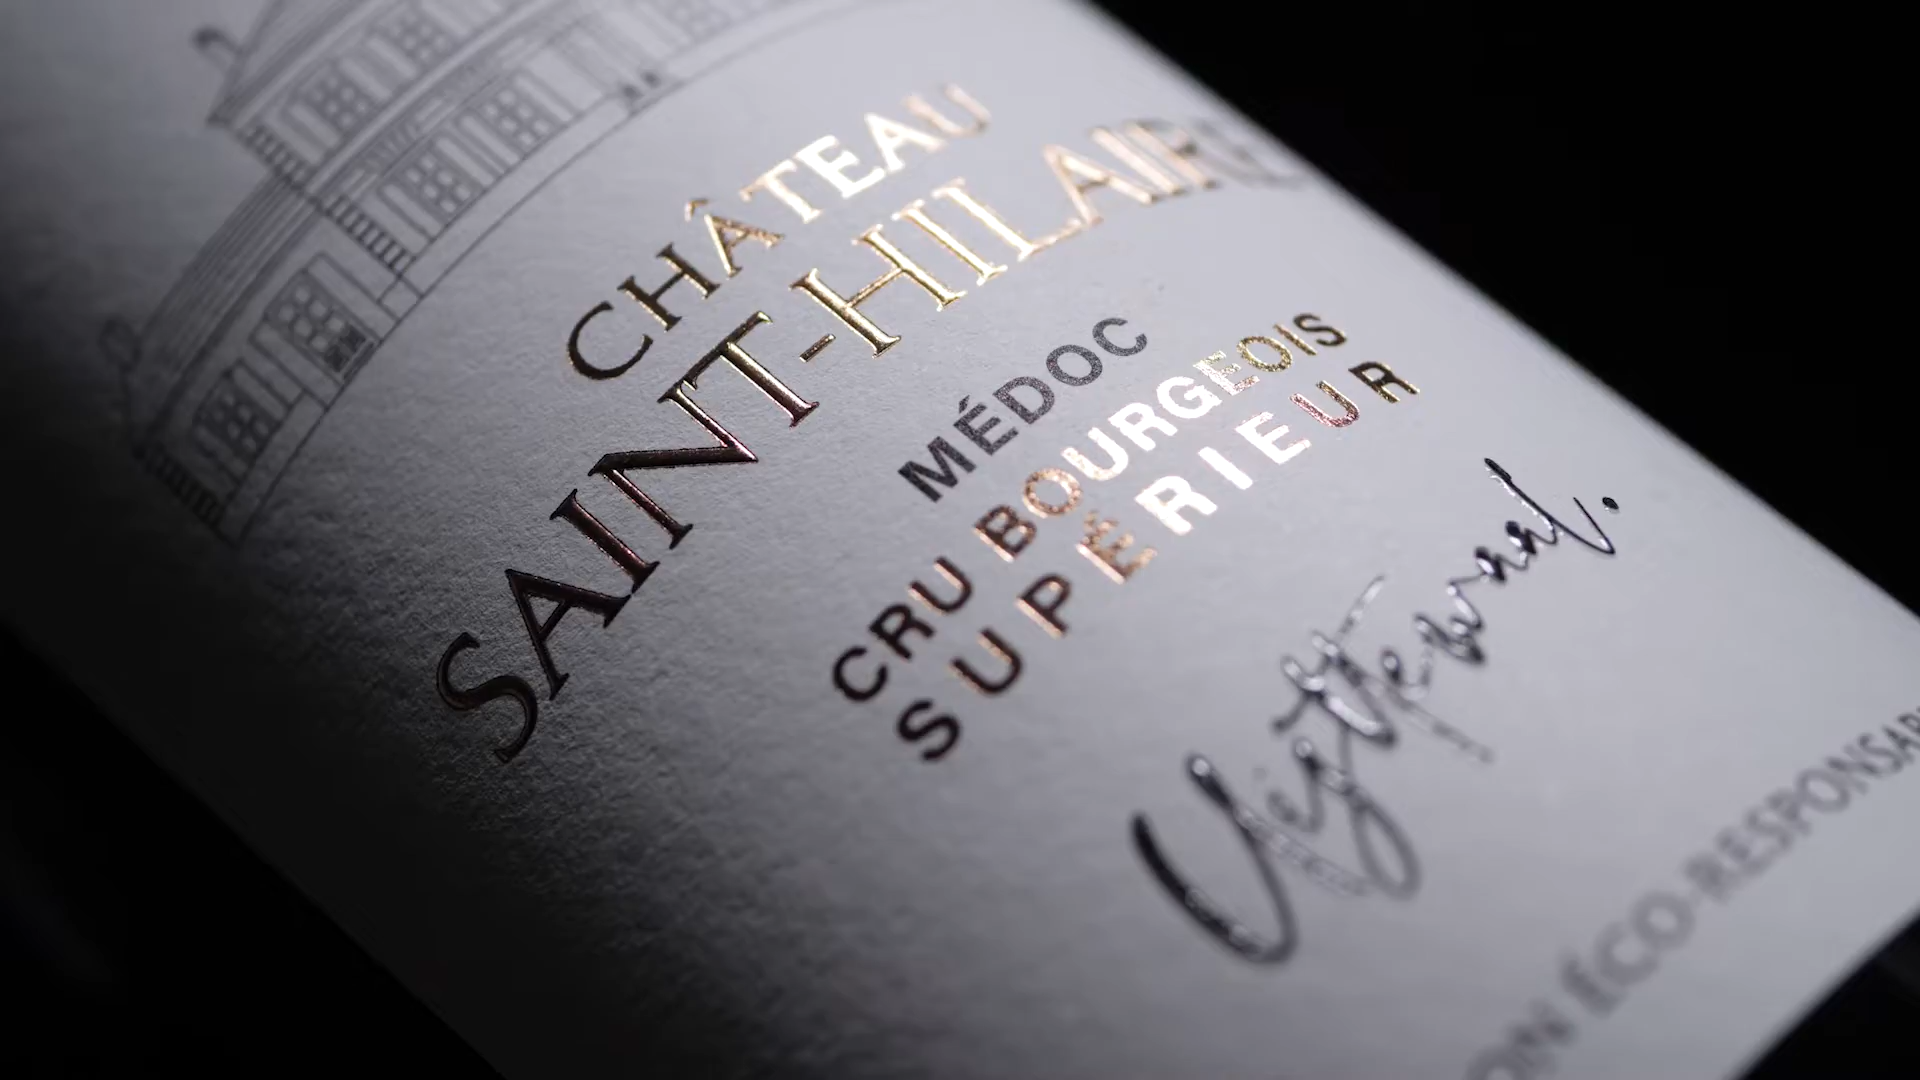 CHÂTEAU
SAINT-HILAIRE
MÉDOC
CRU BOURGEOIS
SUPÉRIEUR
ÉCO-RESPONSAB